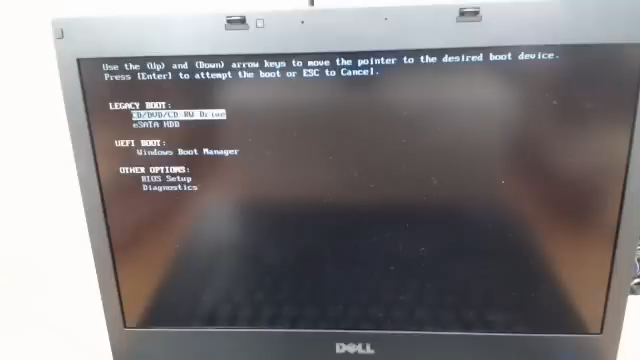 Use the (Up) and (Down) arrow keys to move the pointer to the desired boot device.
Press [Enter] to attempt the boot or ESC to Cancel.
LEGACY BOOT:
CD/DVD/CD-RW Drive
eSATA HDD
UEFI BOOT:
Windows Boot Manager
OTHER OPTIONS:
BIOS Setup
Diagnostics
DELL